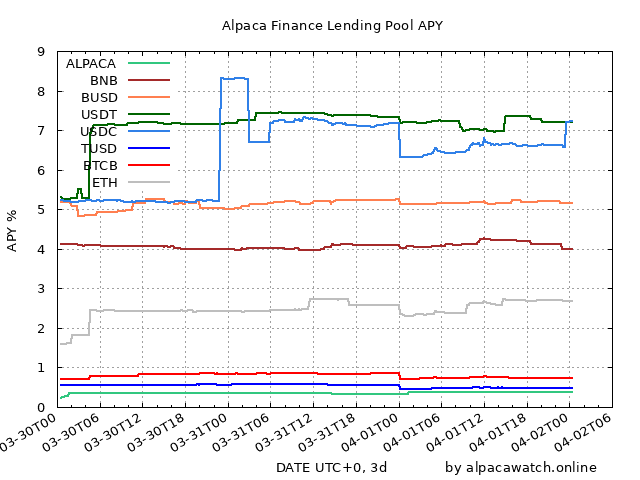 Alpaca Finance Lending Pool APY
APY %
9
8
7
6
5
4
3
2
1
0
ALPACA
BNB
BUSD
USDT
USDC
TUSD
BTCB
ETH
03-30T00
03-30T06
03-30T12
03-30T18
03-31T00
03-31T06
03-31T12
03-31T18
04-01T00
04-01T06
04-01T12
04-01T18
04-02T00
04-02T06
DATE UTC+0, 3d
by alpacawatch.online